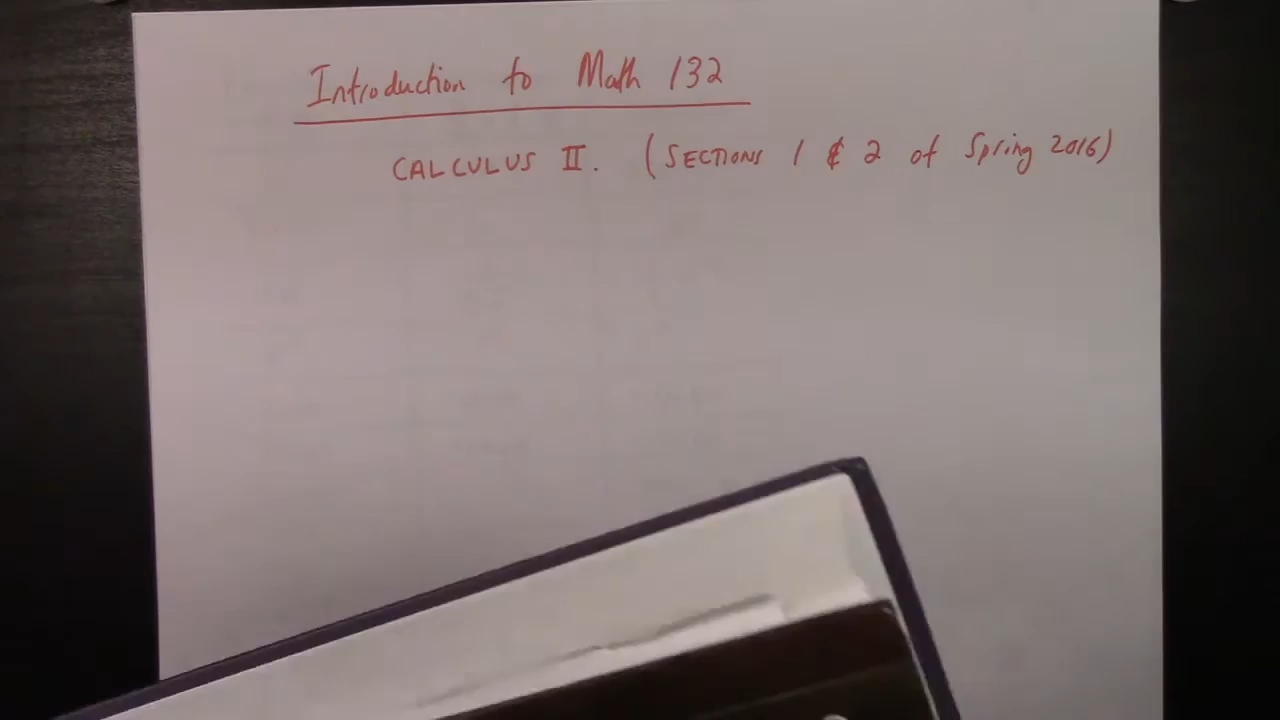 Introduction to Math 132
CALCULUS II. (SECTIONS 1 & 2 of Spring 2016)